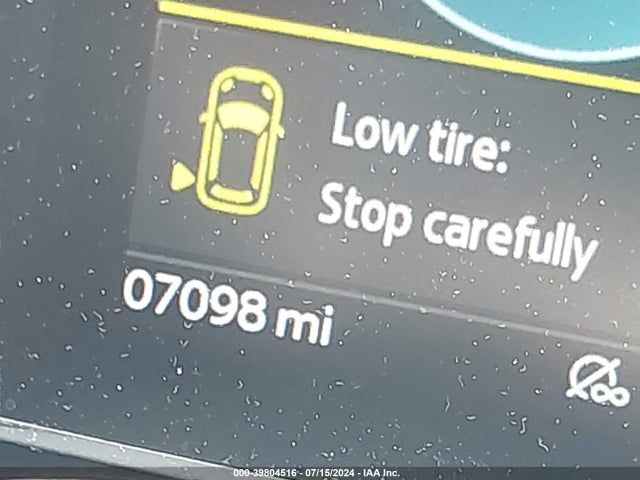 Low tire:
Stop carefully
07098 mi
000-39804516 - 07/15/2024 - IAA Inc.